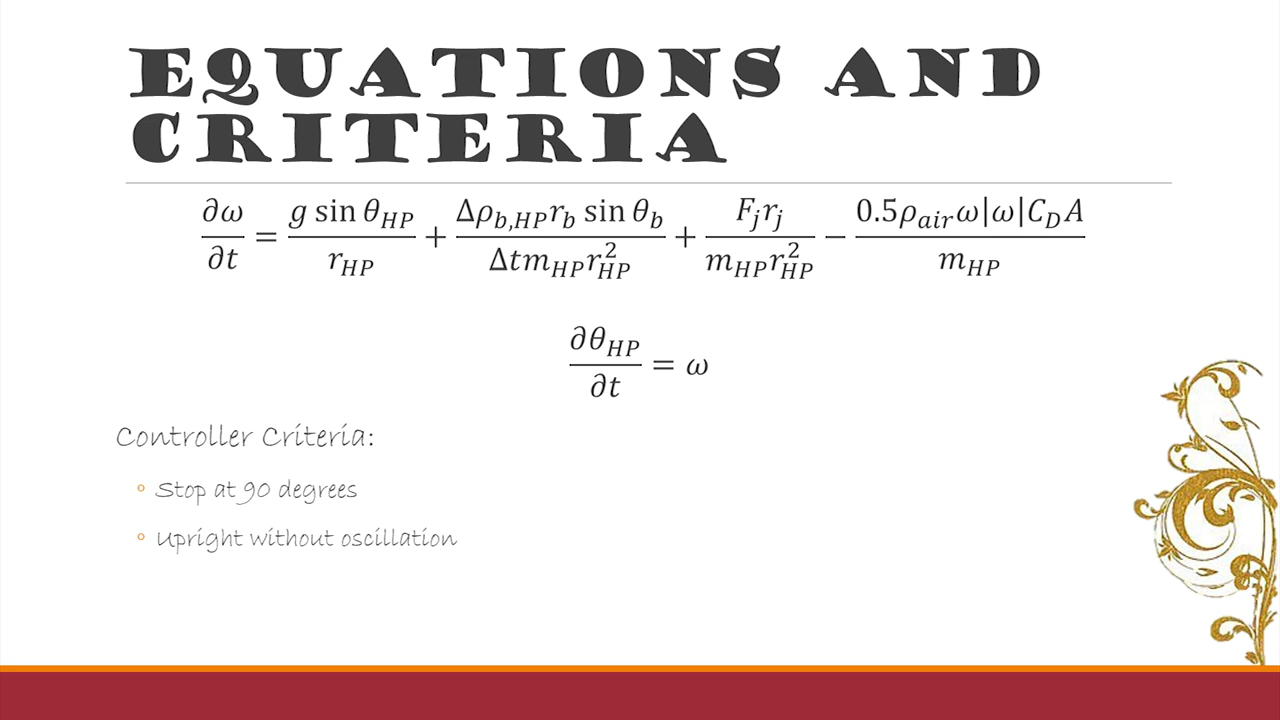 EQUATIONS AND
CRITERIA
∂ω/∂t = g sin θ_HP / r_HP + Δρ_b,HP r_b sin θ_b / Δt m_HP r_HP^2 + F_j r_j / m_HP r_HP^2 − 0.5ρ_air ω|ω|C_D A / m_HP
∂θ_HP/∂t = ω
Controller Criteria:
◦ Stop at 90 degrees
◦ Upright without oscillation